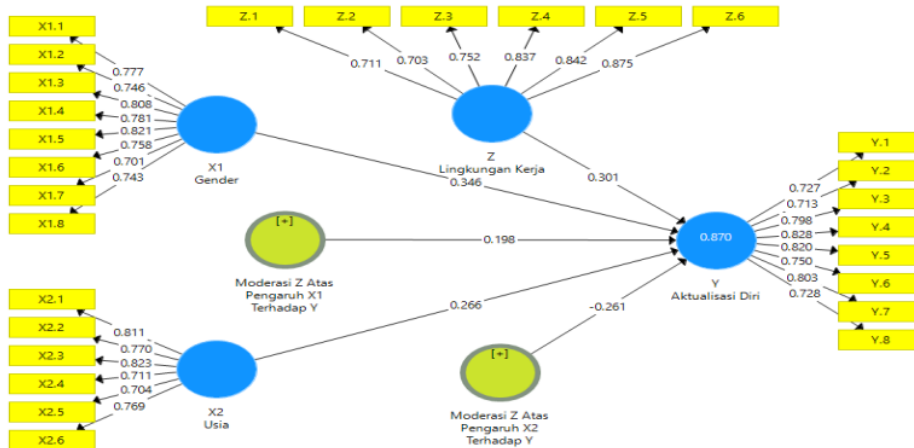 X1.1
X1.2
X1.3
X1.4
X1.5
X1.6
X1.7
X1.8
0.777
0.746
0.808
0.781
0.821
0.758
0.701
0.743
X1
Gender
Z.1
Z.2
Z.3
Z.4
Z.5
Z.6
0.711
0.703
0.752
0.837
0.842
0.875
Z
Lingkungan Kerja
0.346
0.301
[+]
0.198
Moderasi Z Atas
Pengaruh X1
Terhadap Y
X2.1
X2.2
X2.3
X2.4
X2.5
X2.6
0.811
0.770
0.823
0.711
0.704
0.769
X2
Usia
0.266
-0.261
[+]
Moderasi Z Atas
Pengaruh X2
Terhadap Y
0.870
Y
Aktualisasi Diri
0.727
0.713
0.798
0.828
0.820
0.750
0.803
0.728
Y.1
Y.2
Y.3
Y.4
Y.5
Y.6
Y.7
Y.8